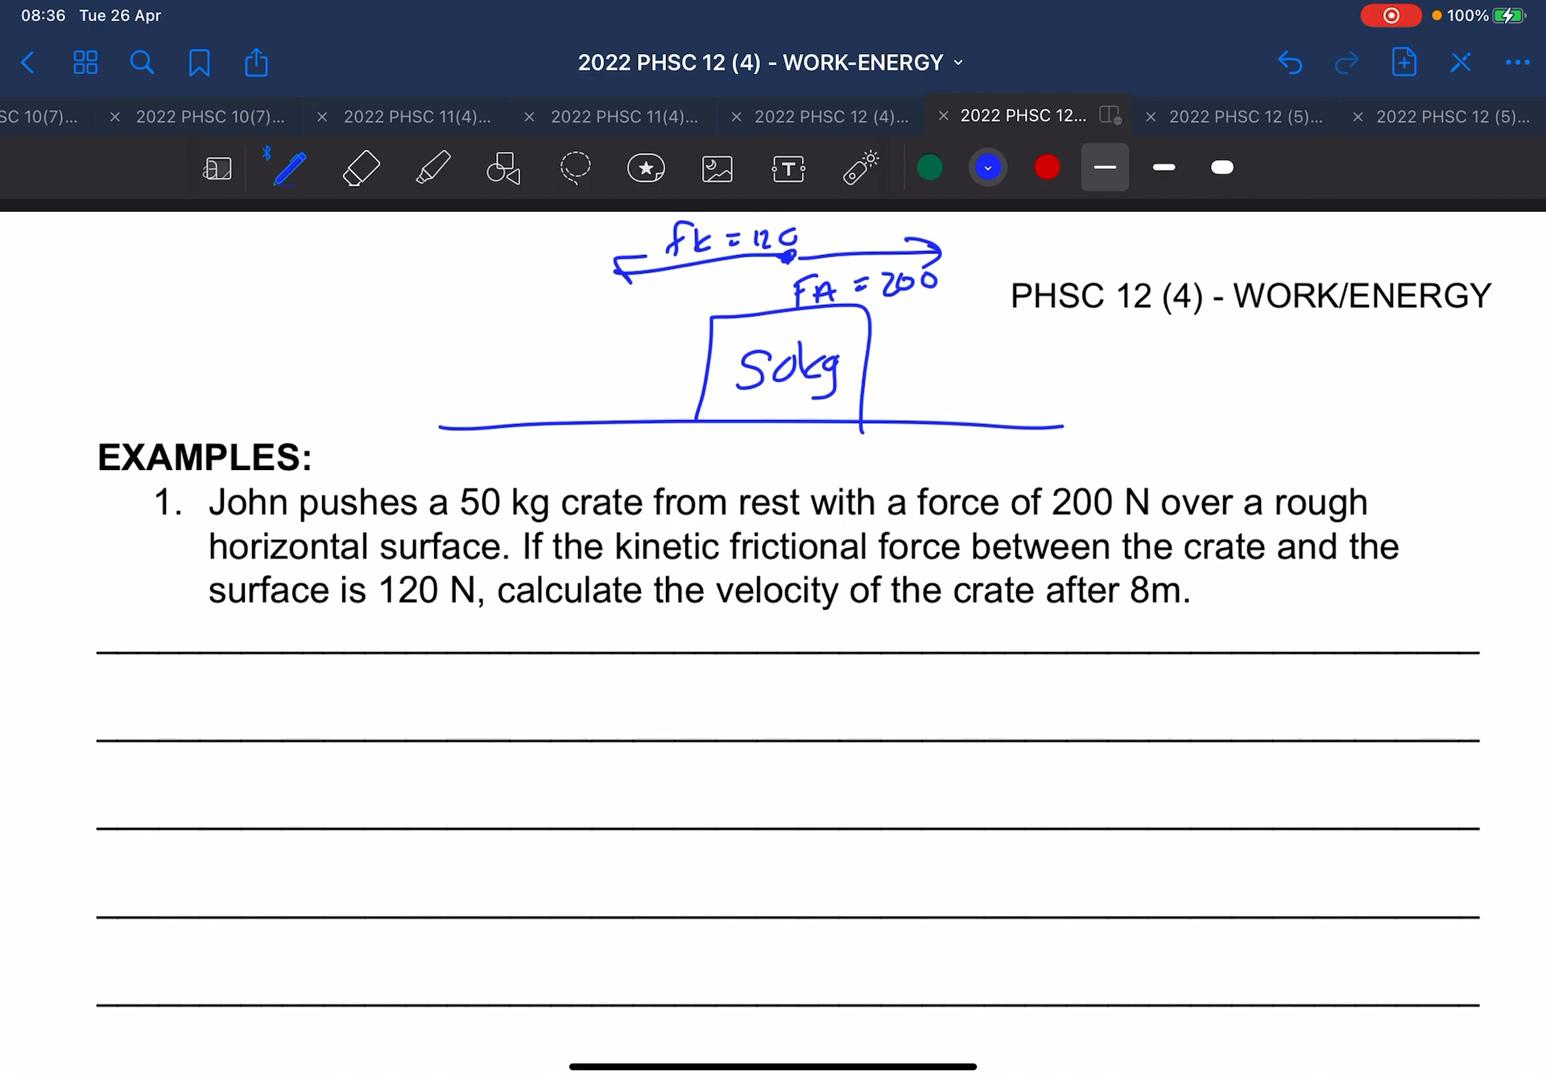 08:36 Tue 26 Apr
100%
2022 PHSC 12 (4) - WORK-ENERGY
SC 10(7)...
2022 PHSC 10(7)...
2022 PHSC 11(4)...
2022 PHSC 11(4)...
2022 PHSC 12 (4)...
2022 PHSC 12...
2022 PHSC 12 (5)...
2022 PHSC 12 (5)...
fk = 120
FA = 200
PHSC 12 (4) - WORK/ENERGY
50kg
EXAMPLES:
1. John pushes a 50 kg crate from rest with a force of 200 N over a rough
horizontal surface. If the kinetic frictional force between the crate and the
surface is 120 N, calculate the velocity of the crate after 8m.